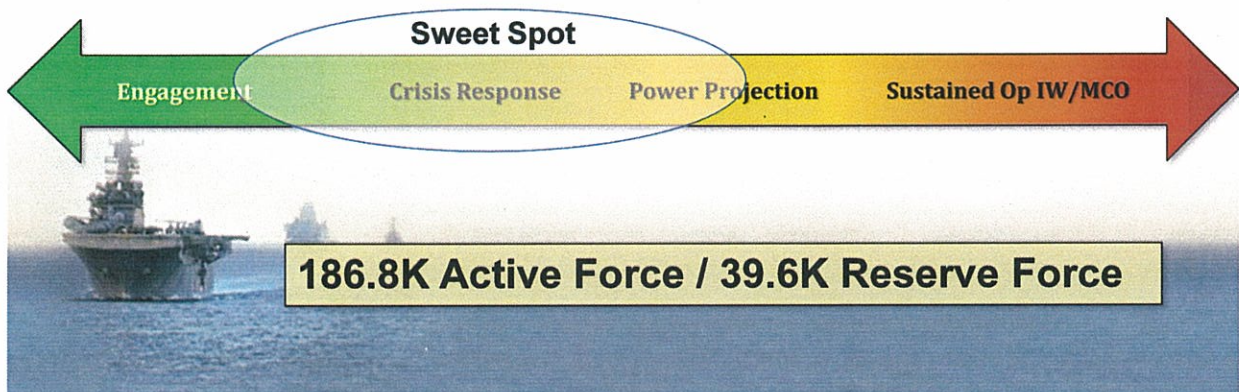 Sweet Spot
Engagement Crisis Response Power Projection Sustained Op IW/MCO
186.8K Active Force / 39.6K Reserve Force